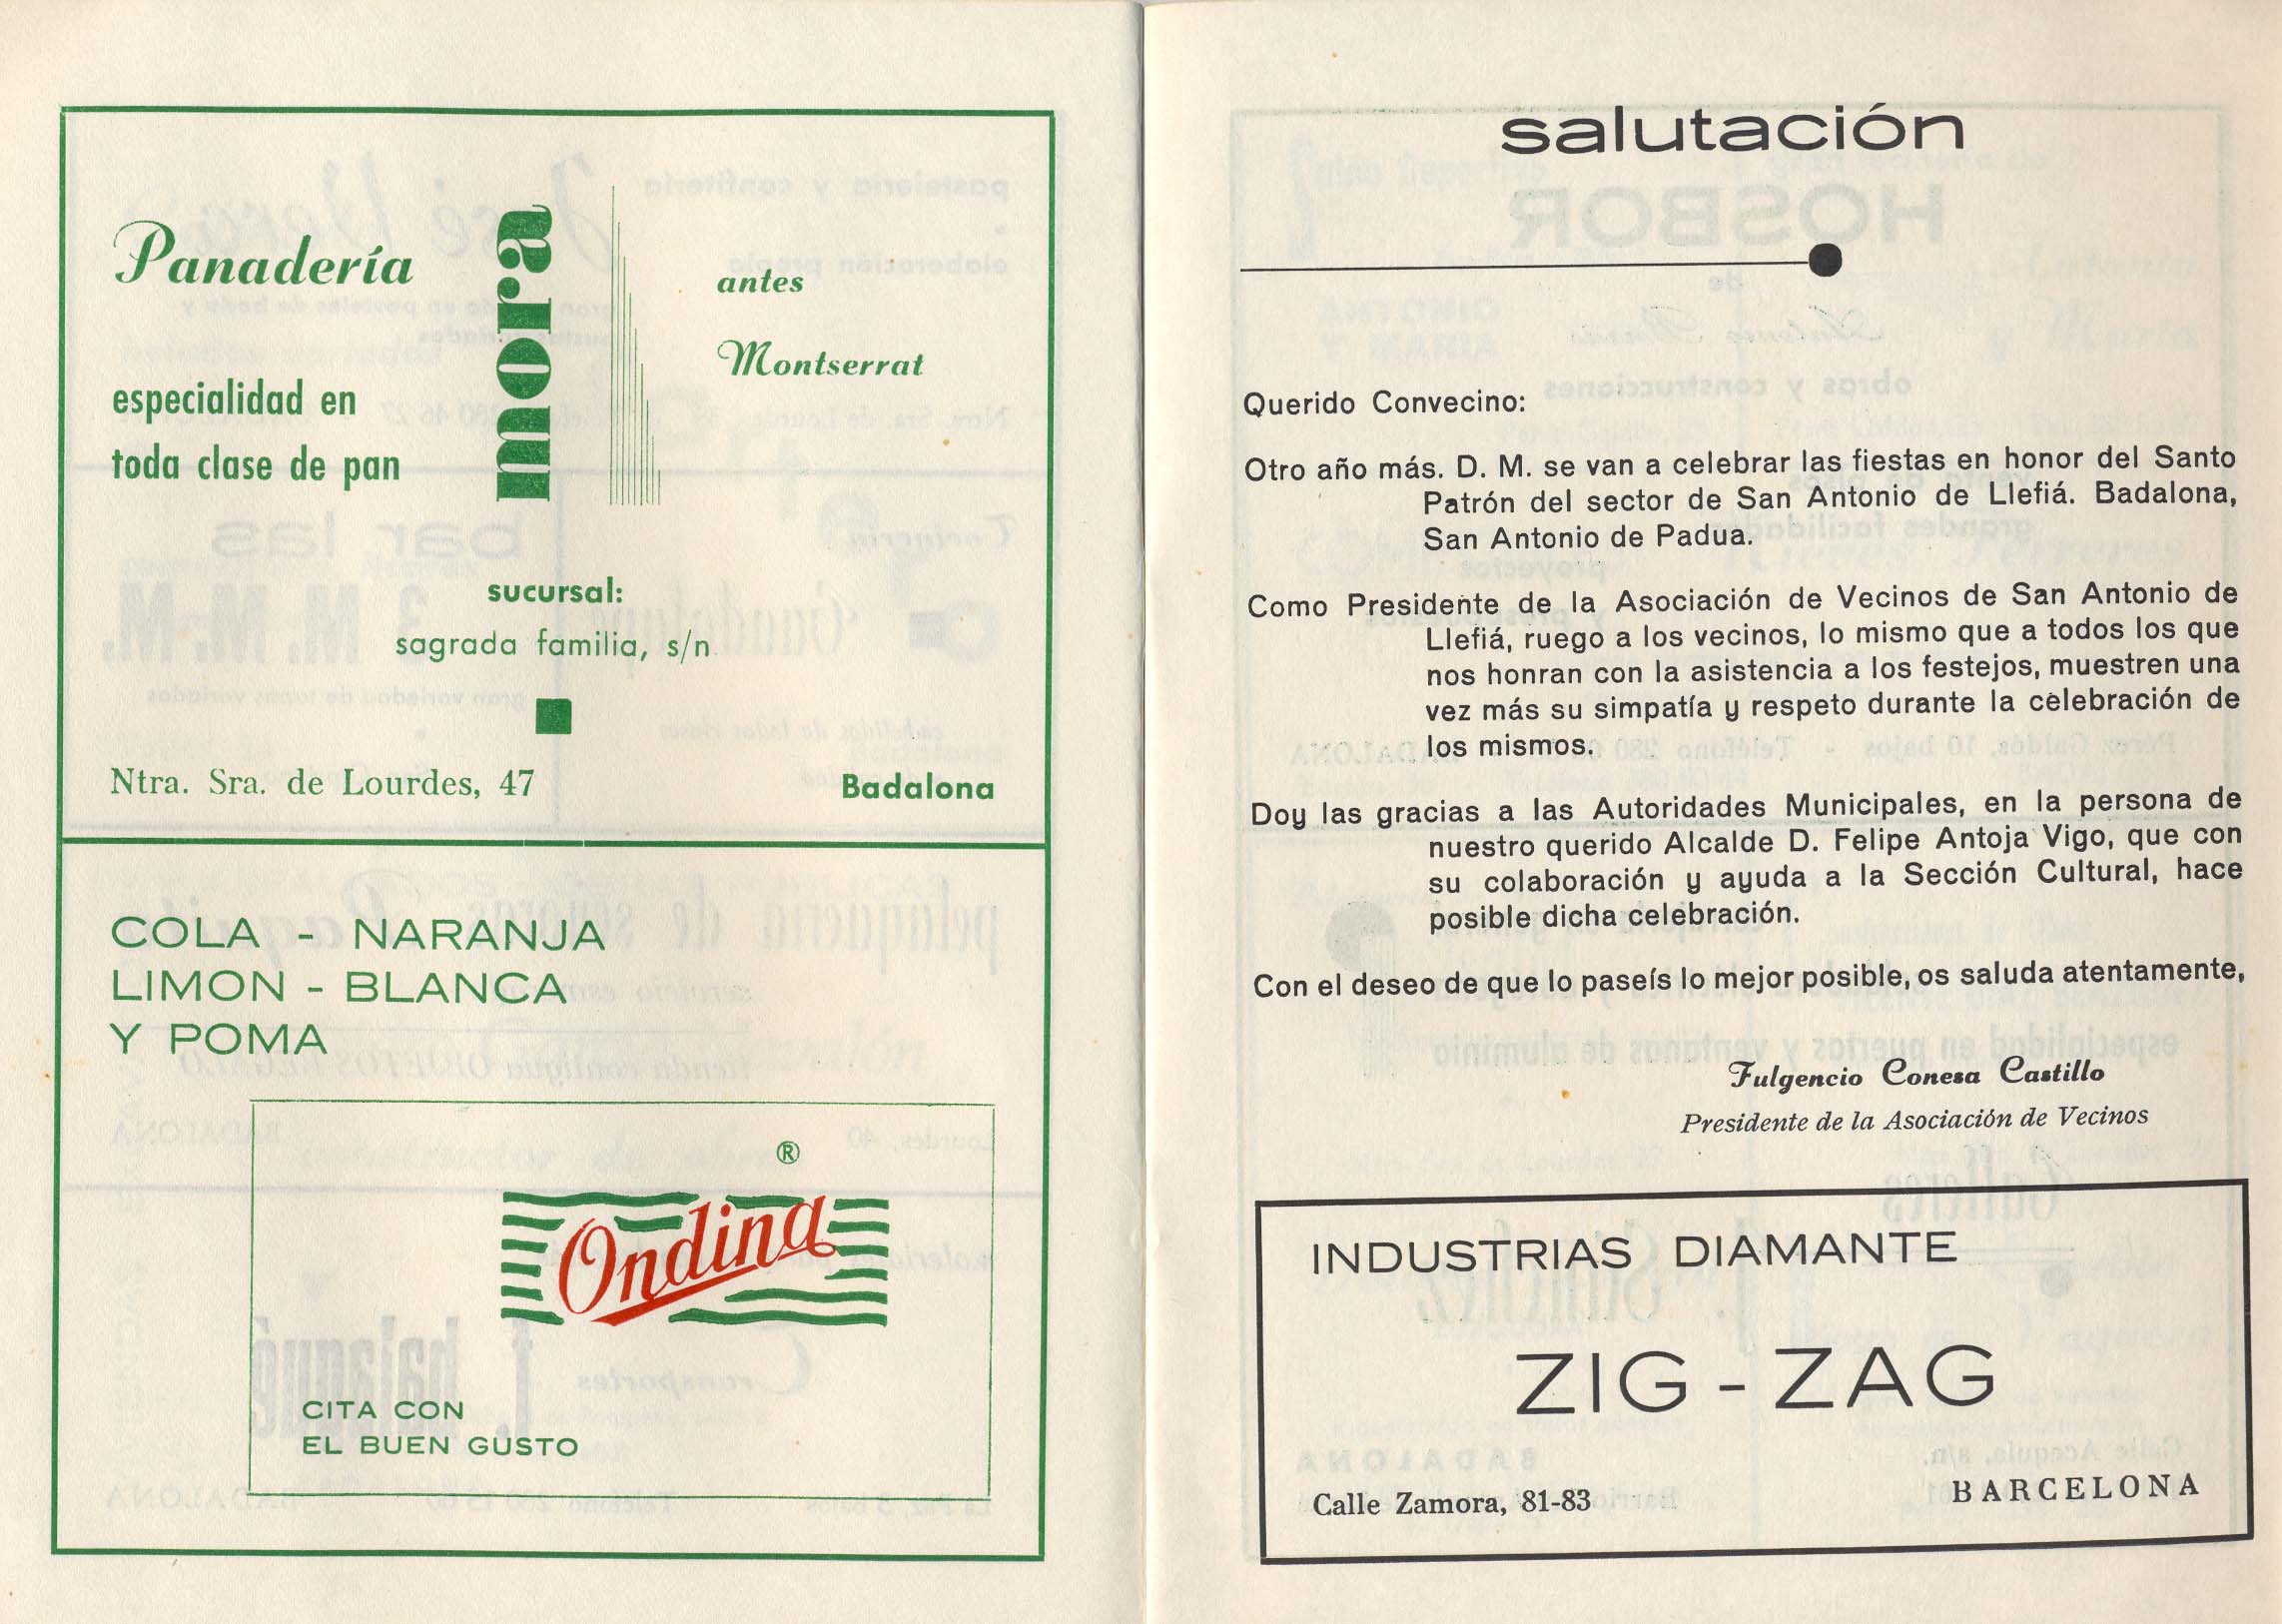 Panadería
mora
antes
Montserrat
especialidad en
toda clase de pan
sucursal:
sagrada familia, s/n
Ntra. Sra. de Lourdes, 47
Badalona
COLA - NARANJA
LIMON - BLANCA
Y POMA
®
Ondina
CITA CON
EL BUEN GUSTO
salutación
Querido Convecino:
Otro año más. D. M. se van a celebrar las fiestas en honor del Santo
Patrón del sector de San Antonio de Llefiá. Badalona,
San Antonio de Padua.
Como Presidente de la Asociación de Vecinos de San Antonio de
Llefiá, ruego a los vecinos, lo mismo que a todos los que
nos honran con la asistencia a los festejos, muestren una
vez más su simpatía y respeto durante la celebración de
los mismos.
Doy las gracias a las Autoridades Municipales, en la persona de
nuestro querido Alcalde D. Felipe Antoja Vigo, que con
su colaboración y ayuda a la Sección Cultural, hace
posible dicha celebración.
Con el deseo de que lo paseís lo mejor posible, os saluda atentamente,
Fulgencio Conesa Castillo
Presidente de la Asociación de Vecinos
INDUSTRIAS DIAMANTE
ZIG - ZAG
Calle Zamora, 81-83
BARCELONA